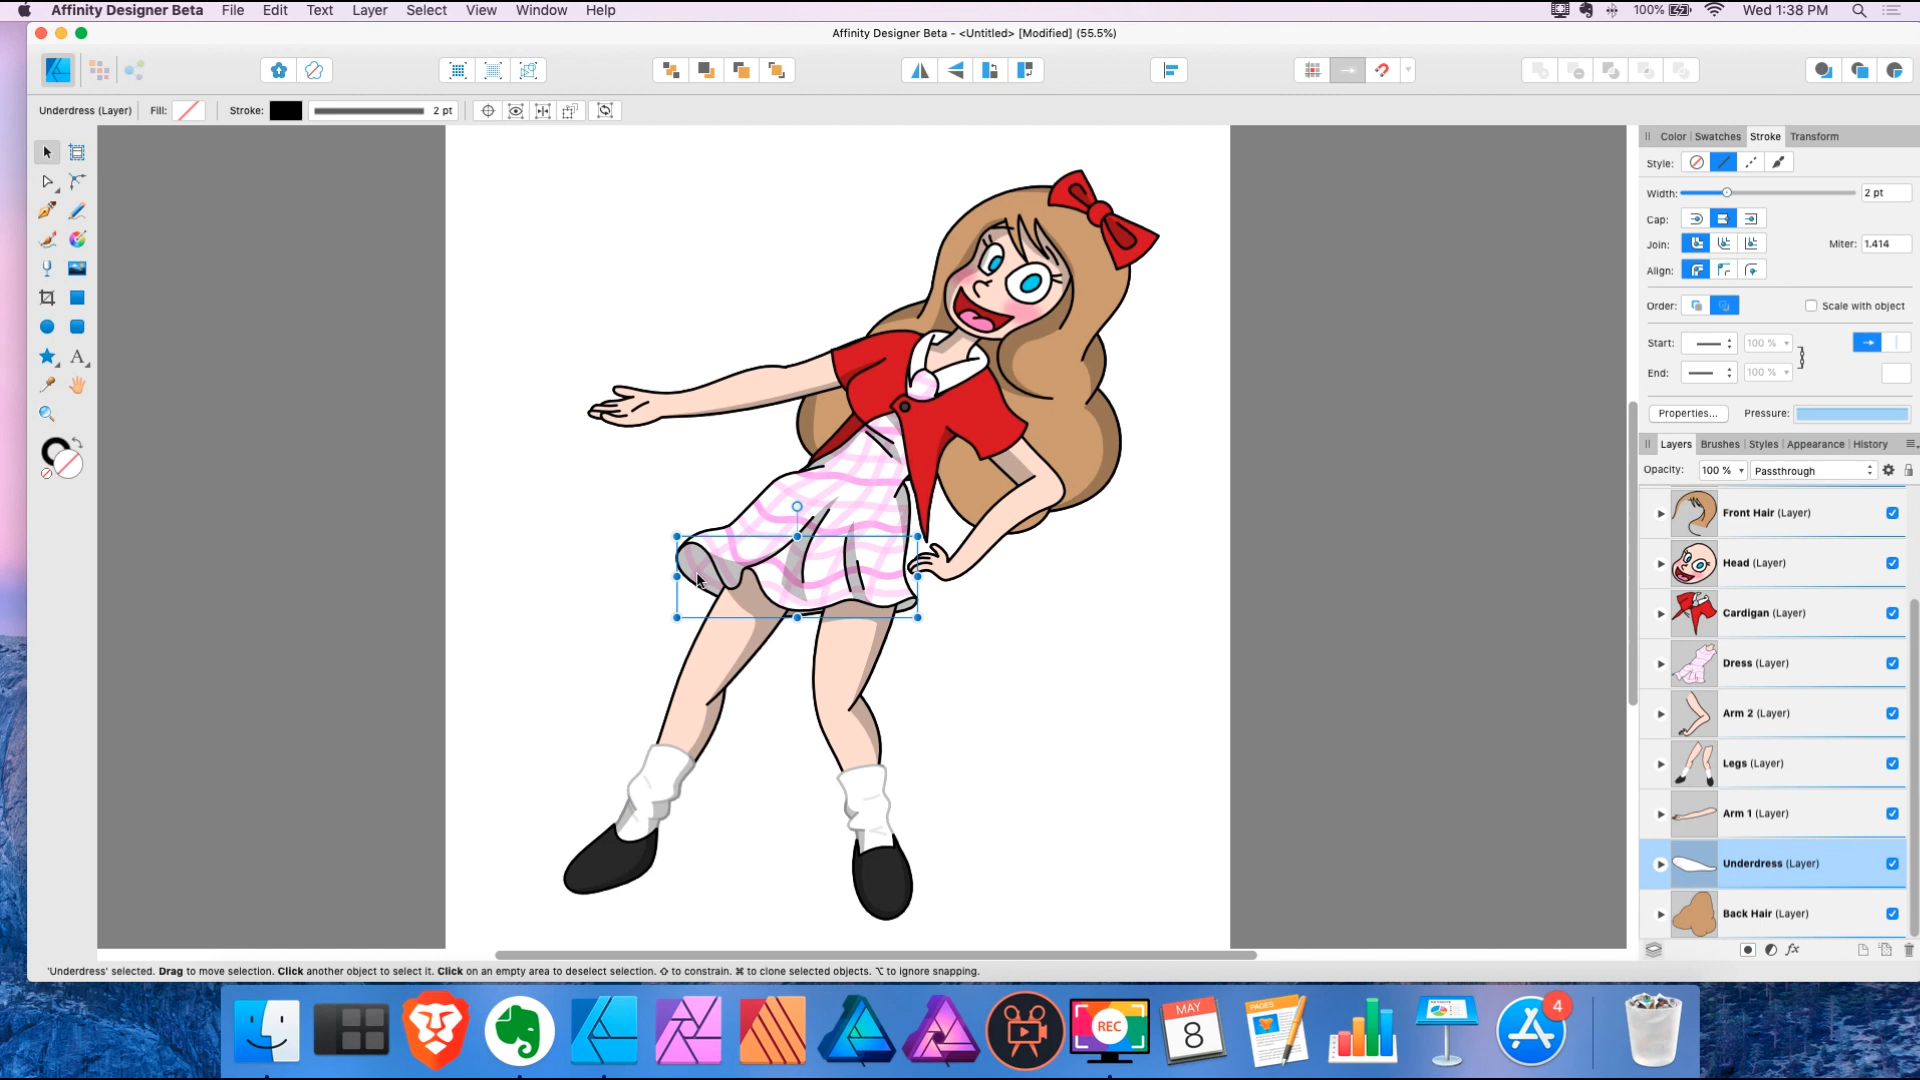 Affinity Designer Beta File Edit Text Layer Select View Window Help 100% Wed 1:38 PM
Affinity Designer Beta - <Untitled> [Modified] (55.5%)
Underdress (Layer) Fill: Stroke: 2 pt
Color Swatches Stroke Transform
Style:
Width: 2 pt
Cap:
Join: Miter: 1.414
Align:
Order: Scale with object
Start: 100 %
End: 100 %
Properties... Pressure:
Layers Brushes Styles Appearance History
Opacity: 100 % Passthrough
Front Hair (Layer)
Head (Layer)
Cardigan (Layer)
Dress (Layer)
Arm 2 (Layer)
Legs (Layer)
Arm 1 (Layer)
Underdress (Layer)
Back Hair (Layer)
'Underdress' selected. Drag to move selection. Click another object to select it. Click on an empty area to deselect selection. ⇧ to constrain. ⌘ to clone selected objects. ⌥ to ignore snapping.
REC
MAY
8
PAGES
4